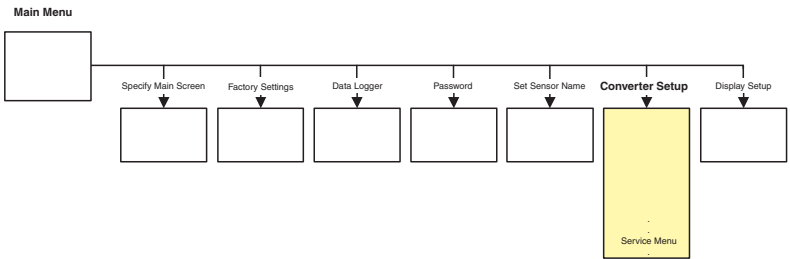 Main Menu
Specify Main Screen
Factory Settings
Data Logger
Password
Set Sensor Name
Converter Setup
Display Setup
.
.
Service Menu
.